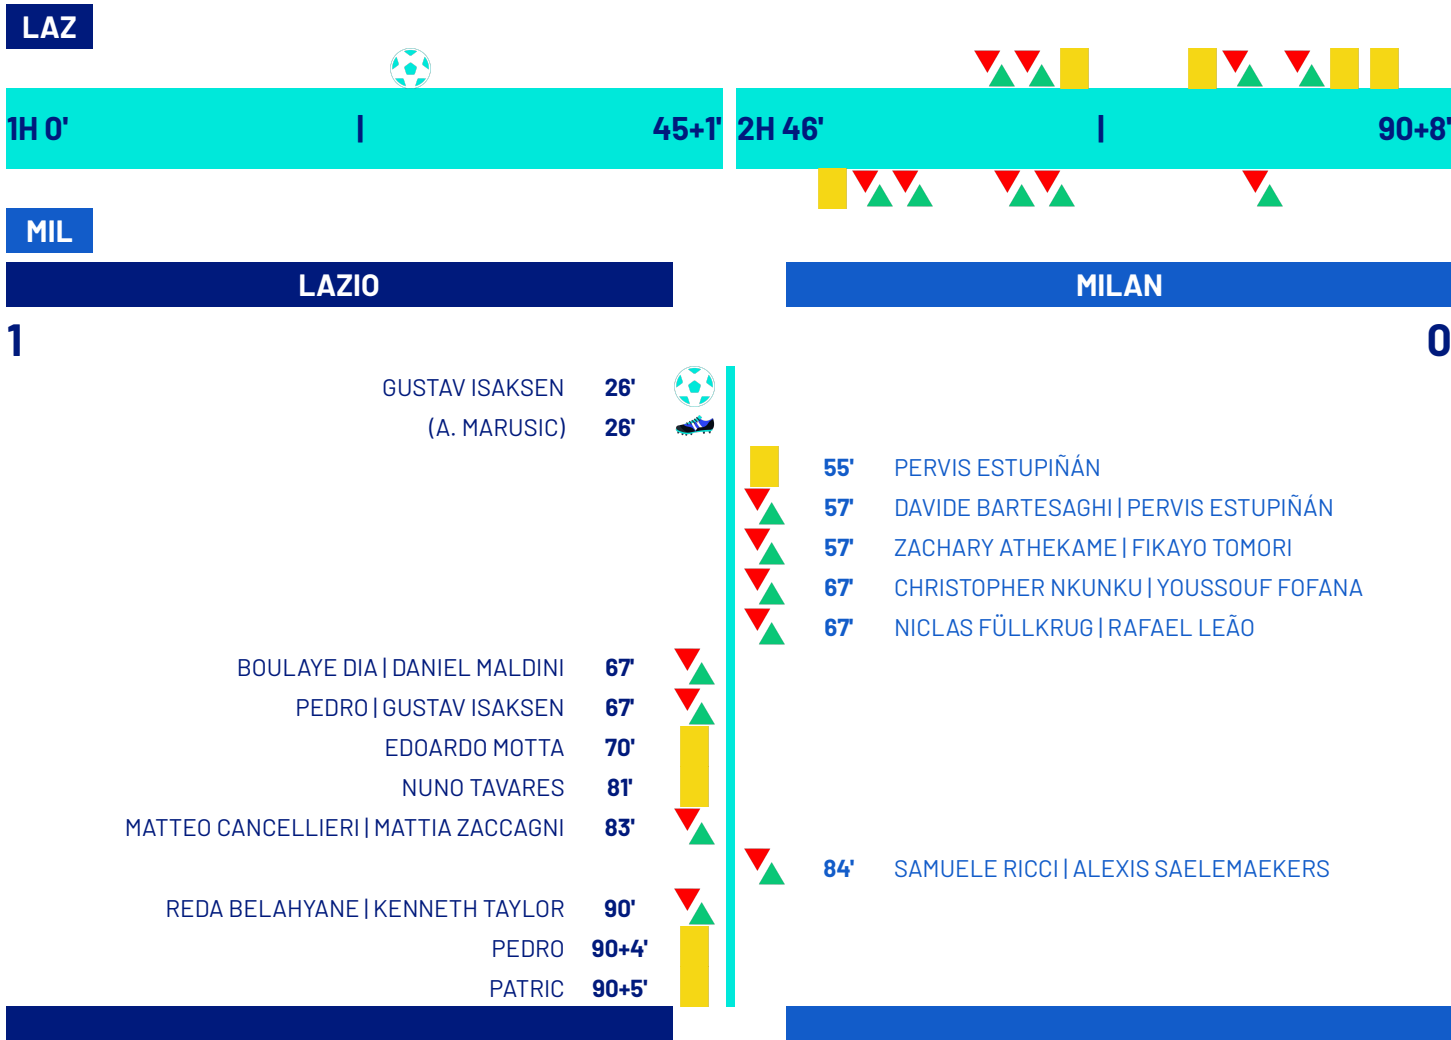 LAZ
1H 0' | 45+1' 2H 46' | 90+8'
MIL
LAZIO MILAN
1 0
GUSTAV ISAKSEN 26'
(A. MARUSIC) 26'
55' PERVIS ESTUPIÑÁN
57' DAVIDE BARTESAGHI | PERVIS ESTUPIÑÁN
57' ZACHARY ATHEKAME | FIKAYO TOMORI
67' CHRISTOPHER NKUNKU | YOUSSOUF FOFANA
67' NICLAS FÜLLKRUG | RAFAEL LEÃO
BOULAYE DIA | DANIEL MALDINI 67'
PEDRO | GUSTAV ISAKSEN 67'
EDOARDO MOTTA 70'
NUNO TAVARES 81'
MATTEO CANCELLIERI | MATTIA ZACCAGNI 83'
84' SAMUELE RICCI | ALEXIS SAELEMAEKERS
REDA BELAHYANE | KENNETH TAYLOR 90'
PEDRO 90+4'
PATRIC 90+5'